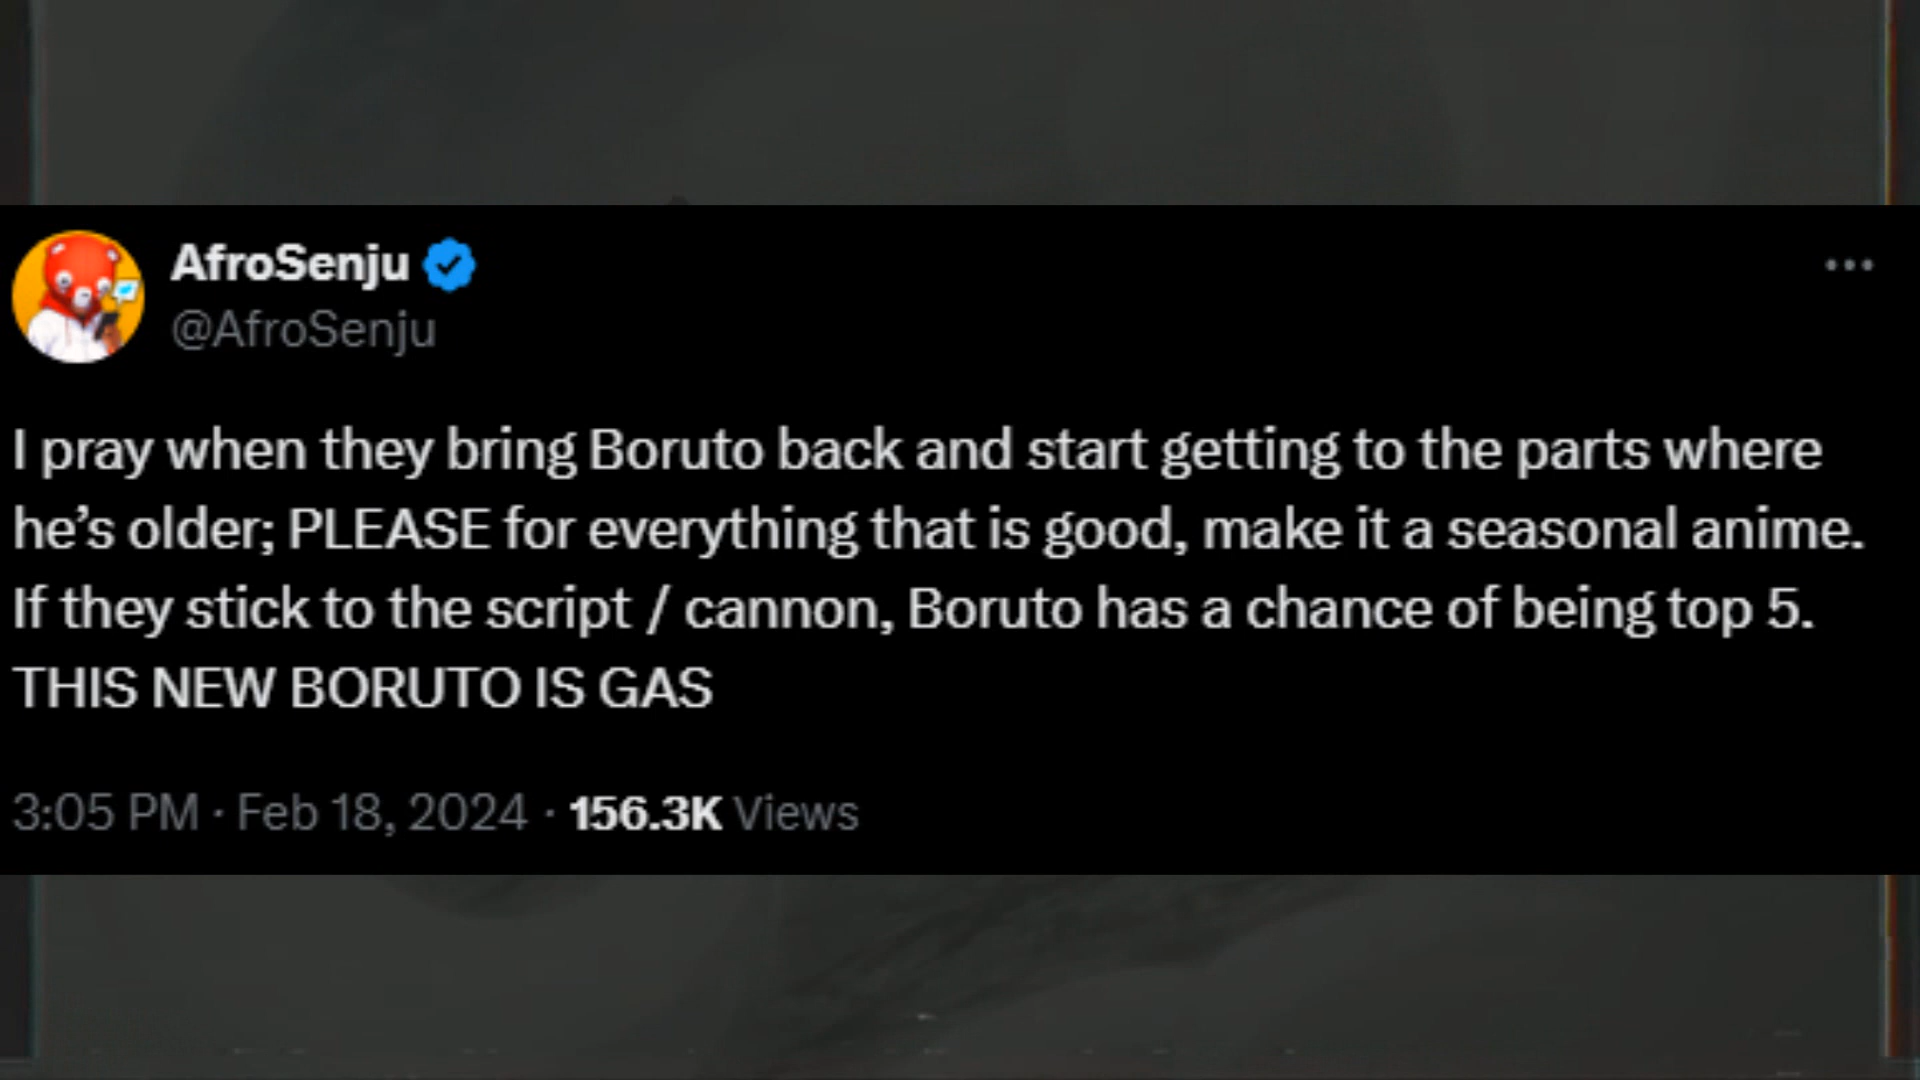 AfroSenju
@AfroSenju
I pray when they bring Boruto back and start getting to the parts where
he’s older; PLEASE for everything that is good, make it a seasonal anime.
If they stick to the script / cannon, Boruto has a chance of being top 5.
THIS NEW BORUTO IS GAS
3:05 PM · Feb 18, 2024 · 156.3K Views